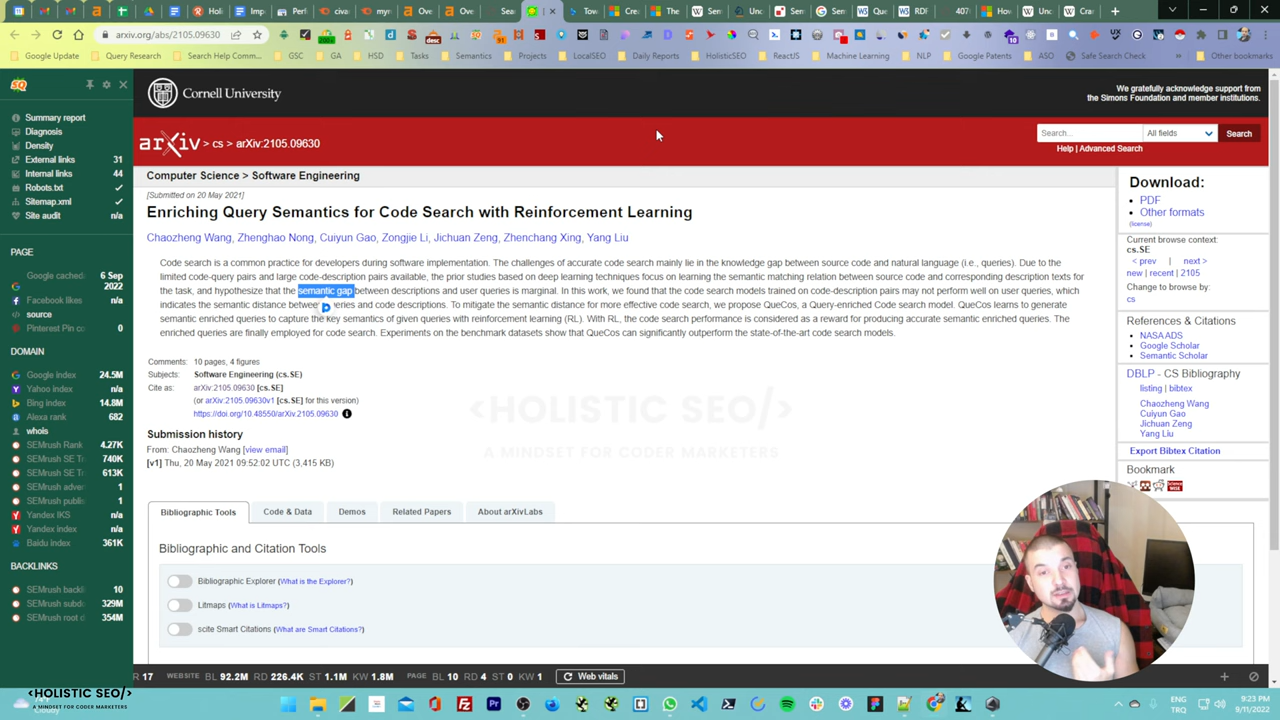 arxiv.org/abs/2105.09630
Google Update
Query Research
Search Help Comm...
GSC
GA
HSD
Tasks
Semantics
Projects
LocalSEO
Daily Reports
HolisticSEO
ReactJS
Machine Learning
NLP
Google Patents
ASO
Safe Search Check
Other bookmarks
SQ
Summary report
Diagnosis
Density
External links 31
Internal links 44
Robots.txt
Sitemap.xml
Site audit n/a
PAGE
Google cached 6 Sep 2022
Facebook likes n/a
source
Pinterest Pin co n/a
DOMAIN
Google index 24.5M
Yahoo index n/a
Bing index 14.8M
Alexa rank 682
whois
SEMrush Rank 4.27K
SEMrush SE Tr 740K
SEMrush SE T 613K
SEMrush adver 1
SEMrush publis 1
Yandex IKS n/a
Yandex index n/a
Baidu index 361K
BACKLINKS
SEMrush backli 10
SEMrush subdo 329M
SEMrush root d 354M
Cornell University
We gratefully acknowledge support from
the Simons Foundation and member institutions.
arXiv > cs > arXiv:2105.09630
Search...
All fields
Search
Help | Advanced Search
Computer Science > Software Engineering
[Submitted on 20 May 2021]
Enriching Query Semantics for Code Search with Reinforcement Learning
Chaozheng Wang, Zhenghao Nong, Cuiyun Gao, Zongjie Li, Jichuan Zeng, Zhenchang Xing, Yang Liu
Code search is a common practice for developers during software implementation. The challenges of accurate code search mainly lie in the knowledge gap between source code and natural language (i.e., queries). Due to the
limited code-query pairs and large code-description pairs available, the prior studies based on deep learning techniques focus on learning the semantic matching relation between source code and corresponding description texts for
the task, and hypothesize that the semantic gap between descriptions and user queries is marginal. In this work, we found that the code search models trained on code-description pairs may not perform well on user queries, which
indicates the semantic distance between queries and code descriptions. To mitigate the semantic distance for more effective code search, we propose QueCos, a Query-enriched Code search model. QueCos learns to generate
semantic enriched queries to capture the key semantics of given queries with reinforcement learning (RL). With RL, the code search performance is considered as a reward for producing accurate semantic enriched queries. The
enriched queries are finally employed for code search. Experiments on the benchmark datasets show that QueCos can significantly outperform the state-of-the-art code search models.
Comments: 10 pages, 4 figures
Subjects: Software Engineering (cs.SE)
Cite as: arXiv:2105.09630 [cs.SE]
(or arXiv:2105.09630v1 [cs.SE] for this version)
https://doi.org/10.48550/arXiv.2105.09630
Submission history
From: Chaozheng Wang [view email]
[v1] Thu, 20 May 2021 09:52:02 UTC (3,415 KB)
Bibliographic Tools
Code & Data
Demos
Related Papers
About arXivLabs
Bibliographic and Citation Tools
Bibliographic Explorer (What is the Explorer?)
Litmaps (What is Litmaps?)
scite Smart Citations (What are Smart Citations?)
Download:
PDF
Other formats
(license)
Current browse context:
cs.SE
< prev | next >
new | recent | 2105
Change to browse by:
cs
References & Citations
NASA ADS
Google Scholar
Semantic Scholar
DBLP - CS Bibliography
listing | bibtex
Chaozheng Wang
Cuiyun Gao
Jichuan Zeng
Yang Liu
Export Bibtex Citation
Bookmark
<HOLISTIC SEO/>
A MINDSET FOR CODER MARKETERS
R 17 WEBSITE BL 92.2M RD 226.4K KW 1.1M KW 1.8M PAGE BL 10 RD 4 KW 1
Web vitals
<HOLISTIC SEO/>
A MINDSET FOR CODER MARKETERS
Cloudy
ENG
TRQ
9:23 PM
9/11/2022